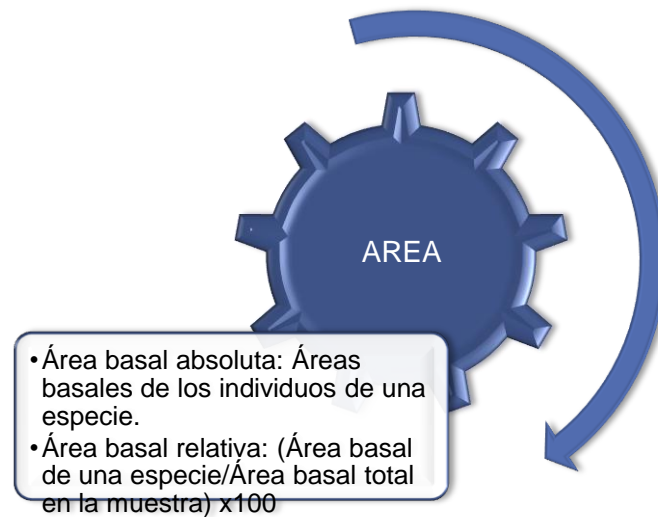 AREA
•Área basal absoluta: Áreas
basales de los individuos de una
especie.
•Área basal relativa: (Área basal
de una especie/Área basal total
en la muestra) x100